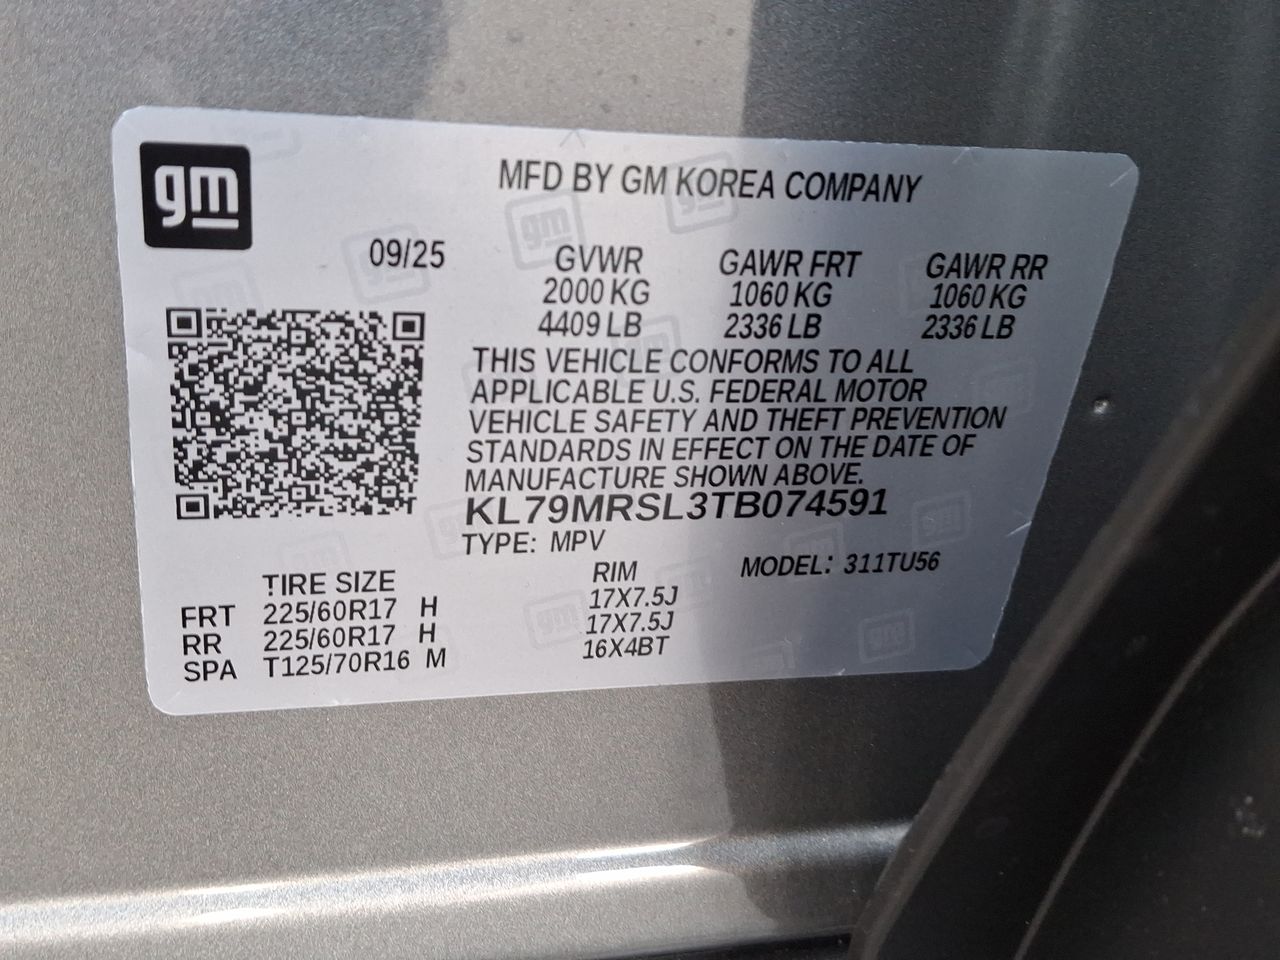 gm
MFD BY GM KOREA COMPANY
09/25 GVWR GAWR FRT GAWR RR
2000 KG 1060 KG 1060 KG
4409 LB 2336 LB 2336 LB
THIS VEHICLE CONFORMS TO ALL
APPLICABLE U.S. FEDERAL MOTOR
VEHICLE SAFETY AND THEFT PREVENTION
STANDARDS IN EFFECT ON THE DATE OF
MANUFACTURE SHOWN ABOVE.
KL79MRSL3TB074591
TYPE: MPV
MODEL: 311TU56
TIRE SIZE RIM
FRT 225/60R17 H 17X7.5J
RR 225/60R17 H 17X7.5J
SPA T125/70R16 M 16X4BT